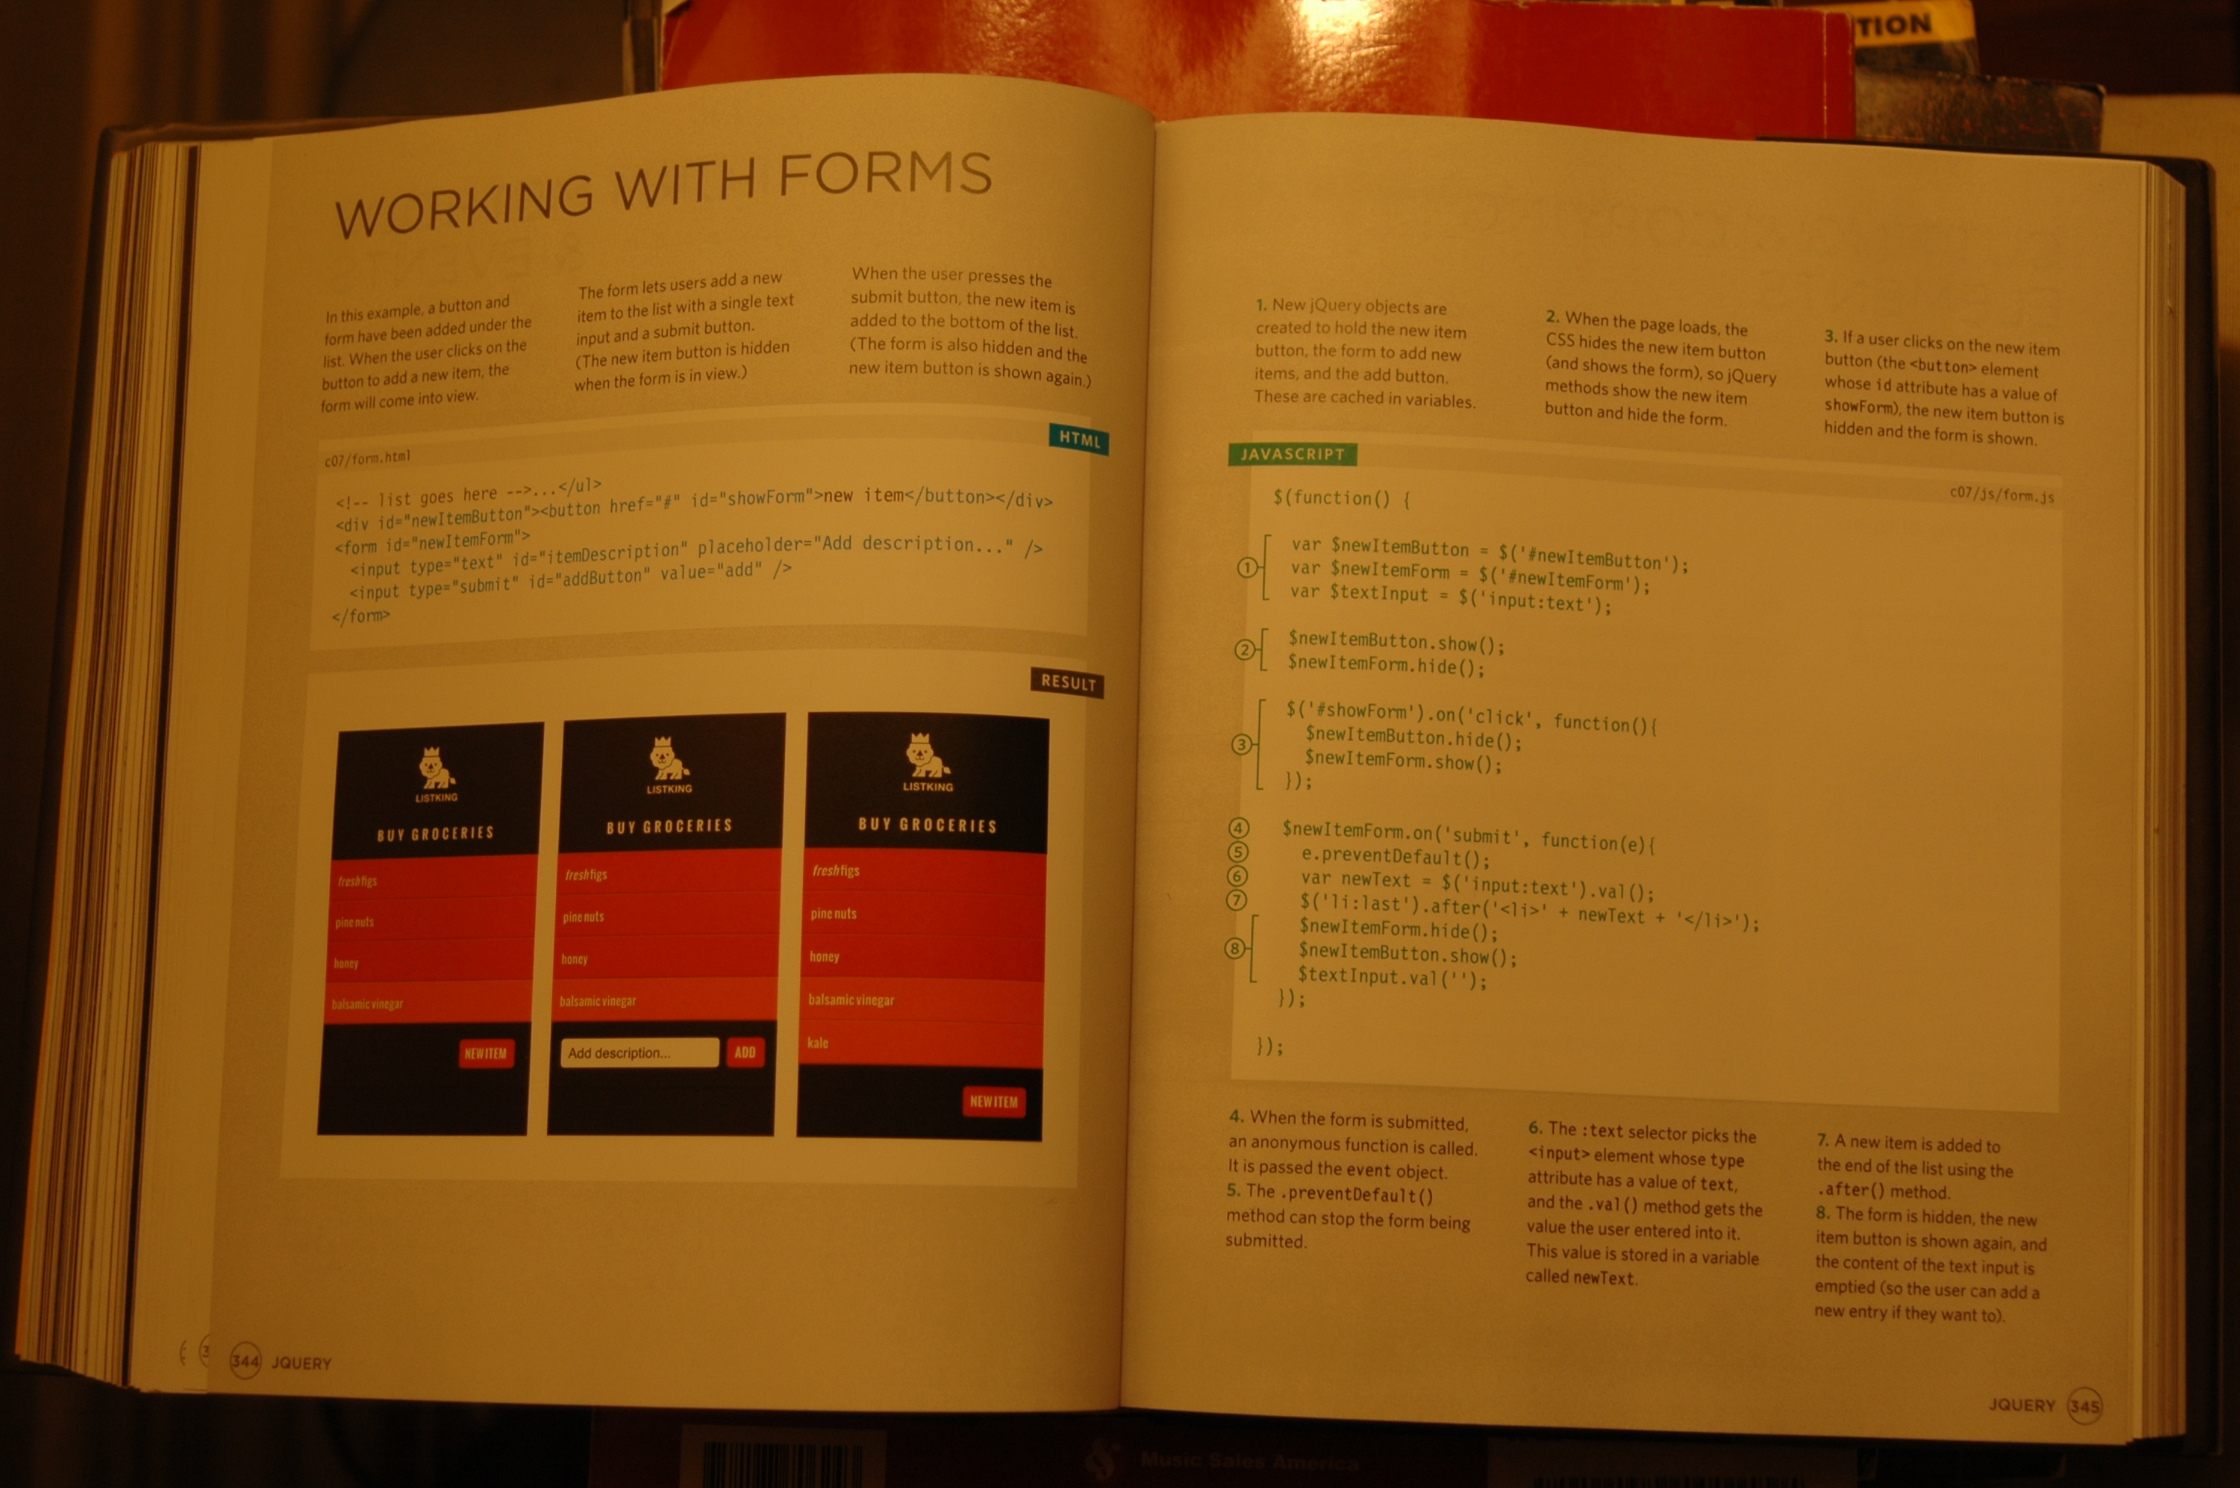 TION
WORKING WITH FORMS
In this example, a button and
form have been added under the
list. When the user clicks on the
button to add a new item, the
form will come into view.
The form lets users add a new
item to the list with a single text
input and a submit button.
(The new item button is hidden
when the form is in view.)
When the user presses the
submit button, the new item is
added to the bottom of the list.
(The form is also hidden and the
new item button is shown again.)
HTML
c07/form.html
<!-- list goes here -->...</ul>
<div id="newItemButton"><button href="#" id="showForm">new item</button></div>
<form id="newItemForm">
<input type="text" id="itemDescription" placeholder="Add description..." />
<input type="submit" id="addButton" value="add" />
</form>
RESULT
LISTKING
BUY GROCERIES
fresh figs
pine nuts
honey
balsamic vinegar
NEW ITEM
LISTKING
BUY GROCERIES
fresh figs
pine nuts
honey
balsamic vinegar
Add description...
ADD
LISTKING
BUY GROCERIES
fresh figs
pine nuts
honey
balsamic vinegar
kale
NEW ITEM
344 JQUERY
1. New jQuery objects are
created to hold the new item
button, the form to add new
items, and the add button.
These are cached in variables.
2. When the page loads, the
CSS hides the new item button
(and shows the form), so jQuery
methods show the new item
button and hide the form.
3. If a user clicks on the new item
button (the <button> element
whose id attribute has a value of
showForm), the new item button is
hidden and the form is shown.
JAVASCRIPT
c07/js/form.js
$(function() {
① var $newItemButton = $('#newItemButton');
var $newItemForm = $('#newItemForm');
var $textInput = $('input:text');
② $newItemButton.show();
$newItemForm.hide();
③ $('#showForm').on('click', function(){
$newItemButton.hide();
$newItemForm.show();
});
④ $newItemForm.on('submit', function(e){
⑤ e.preventDefault();
⑥ var newText = $('input:text').val();
⑦ $('li:last').after('<li>' + newText + '</li>');
⑧ $newItemForm.hide();
$newItemButton.show();
$textInput.val('');
});
});
4. When the form is submitted,
an anonymous function is called.
It is passed the event object.
5. The .preventDefault()
method can stop the form being
submitted.
6. The :text selector picks the
<input> element whose type
attribute has a value of text,
and the .val() method gets the
value the user entered into it.
This value is stored in a variable
called newText.
7. A new item is added to
the end of the list using the
.after() method.
8. The form is hidden, the new
item button is shown again, and
the content of the text input is
emptied (so the user can add a
new entry if they want to).
JQUERY 345
Music Sales America